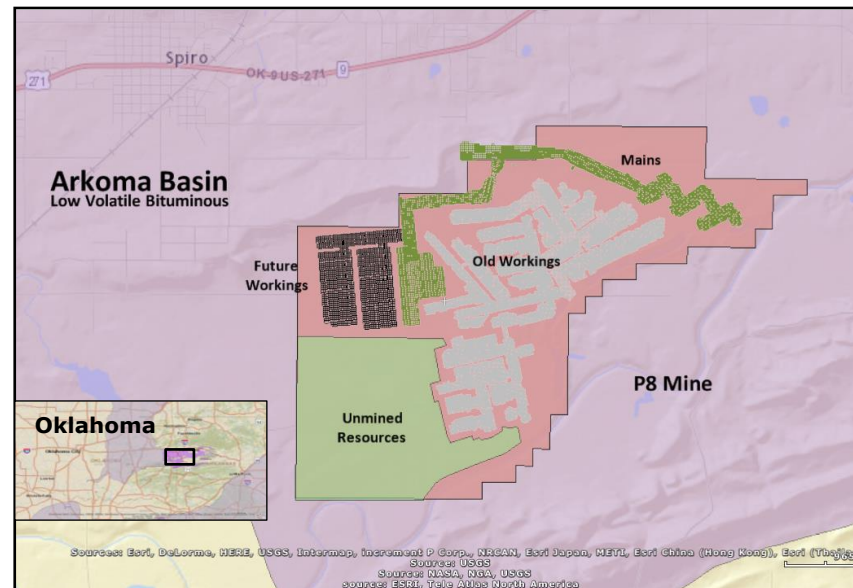 Spiro
271
OK-9 US-271
9
Arkoma Basin
Low Volatile Bituminous
Mains
Future
Workings
Old Workings
P8 Mine
Unmined
Resources
Oklahoma
Sources: Esri, DeLorme, HERE, USGS, Intermap, increment P Corp., NRCAN, Esri Japan, METI, Esri China (Hong Kong), Esri
Source: USGS
Source: NASA, NGA, USGS
source: ESRI, Tele Atlas North America